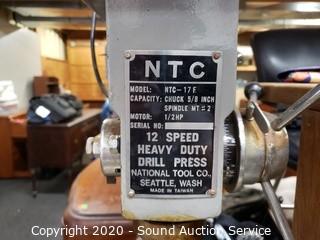 NTC
MODEL: NTC-17F
CAPACITY: CHUCK 5/8 INCH
SPINDLE MT=2
MOTOR: 1/2HP
SERIAL NO:
12 SPEED
HEAVY DUTY
DRILL PRESS
NATIONAL TOOL CO.,
SEATTLE, WASH
MADE IN TAIWAN
Copyright 2020 - Sound Auction Service